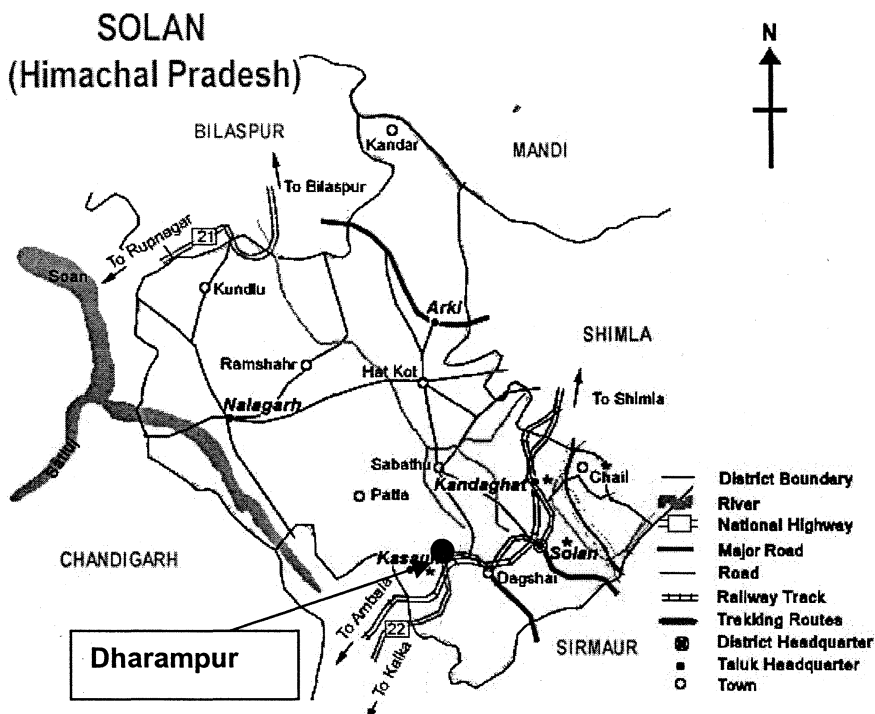 SOLAN
(Himachal Pradesh)
N
BILASPUR
Kandar
MANDI
To Bilaspur
21
To Rupnagar
Soan
Kundlu
Arki
SHIMLA
Ramshahr
Hat Kot
To Shimla
Nalagarh
Sabathu
Chail
Kandaghat
Patta
Satluj
CHANDIGARH
Solan
Kasauli
Dagshai
To Ambala
22
To Kalka
SIRMAUR
Dharampur
District Boundary
River
National Highway
Major Road
Road
Railway Track
Trekking Routes
District Headquarter
Taluk Headquarter
Town